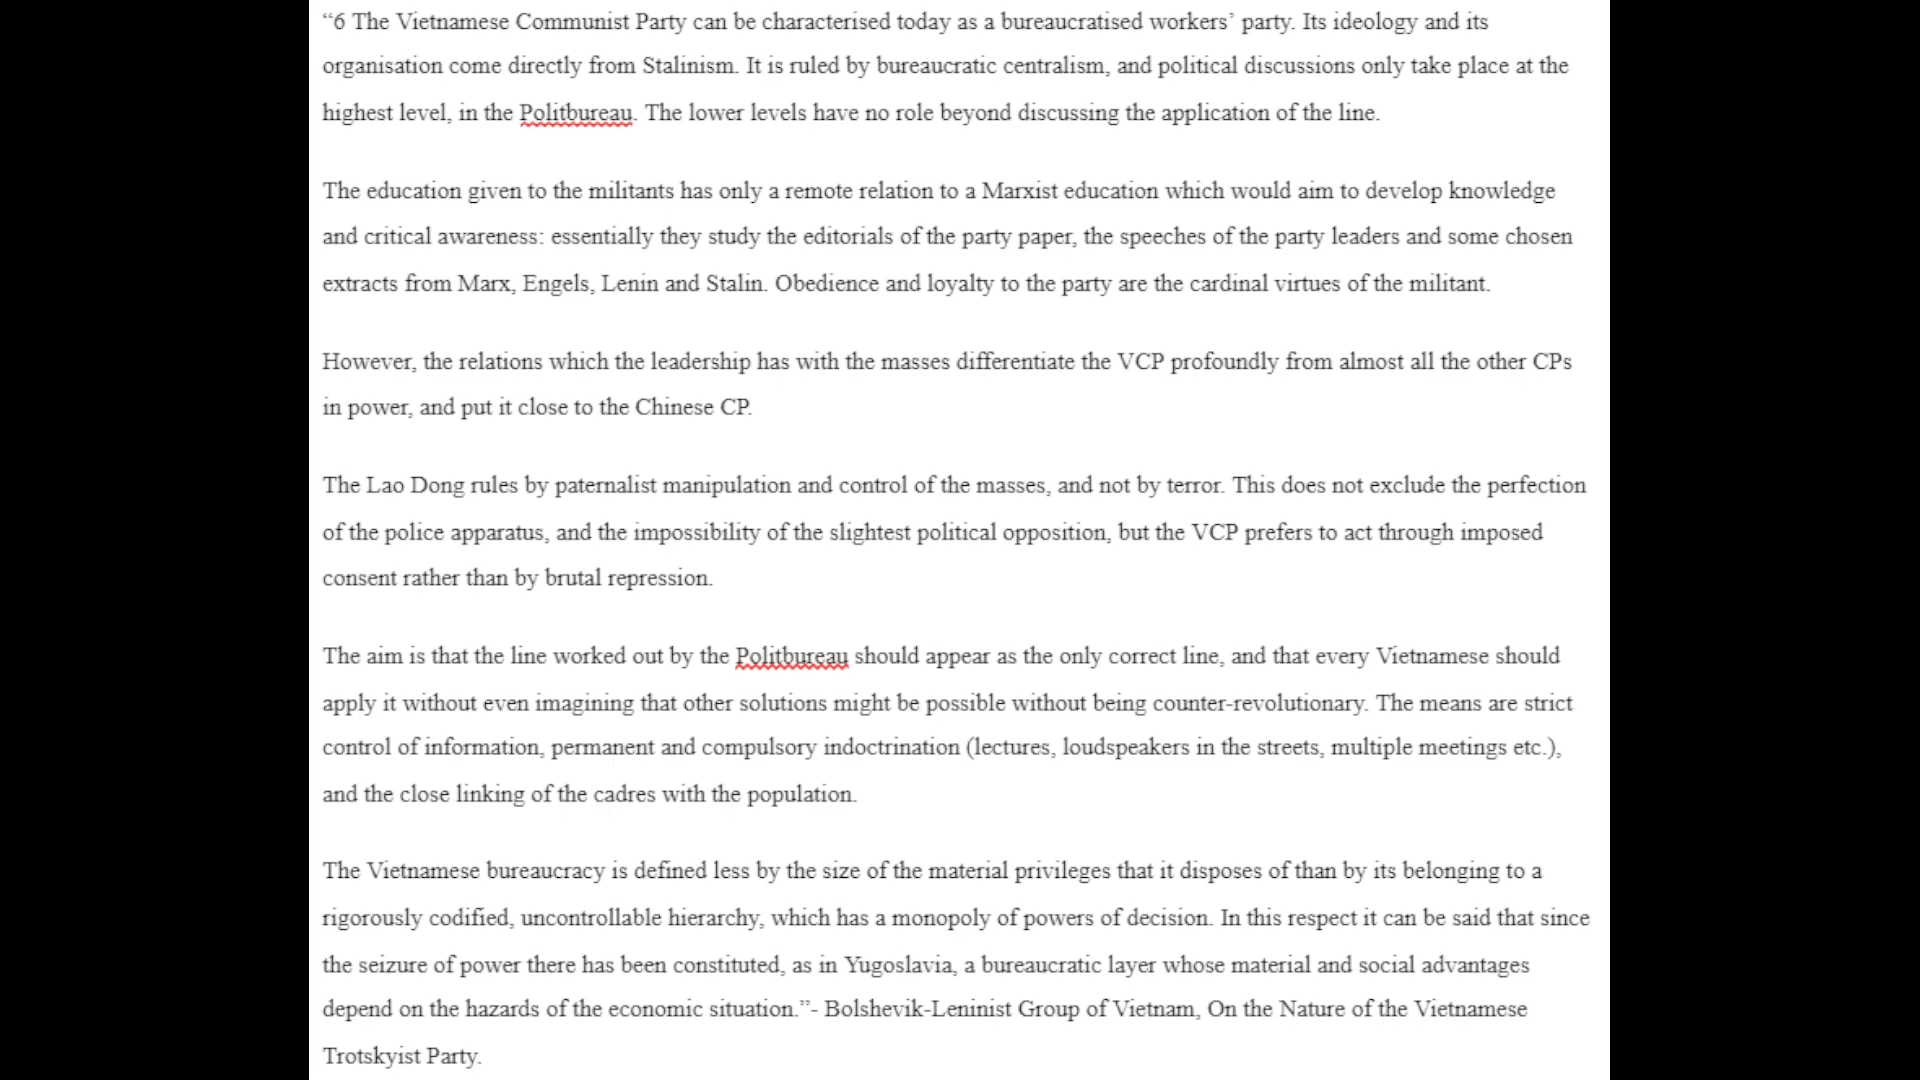 “6 The Vietnamese Communist Party can be characterised today as a bureaucratised workers’ party. Its ideology and its
organisation come directly from Stalinism. It is ruled by bureaucratic centralism, and political discussions only take place at the
highest level, in the Politbureau. The lower levels have no role beyond discussing the application of the line.
The education given to the militants has only a remote relation to a Marxist education which would aim to develop knowledge
and critical awareness: essentially they study the editorials of the party paper, the speeches of the party leaders and some chosen
extracts from Marx, Engels, Lenin and Stalin. Obedience and loyalty to the party are the cardinal virtues of the militant.
However, the relations which the leadership has with the masses differentiate the VCP profoundly from almost all the other CPs
in power, and put it close to the Chinese CP.
The Lao Dong rules by paternalist manipulation and control of the masses, and not by terror. This does not exclude the perfection
of the police apparatus, and the impossibility of the slightest political opposition, but the VCP prefers to act through imposed
consent rather than by brutal repression.
The aim is that the line worked out by the Politbureau should appear as the only correct line, and that every Vietnamese should
apply it without even imagining that other solutions might be possible without being counter-revolutionary. The means are strict
control of information, permanent and compulsory indoctrination (lectures, loudspeakers in the streets, multiple meetings etc.),
and the close linking of the cadres with the population.
The Vietnamese bureaucracy is defined less by the size of the material privileges that it disposes of than by its belonging to a
rigorously codified, uncontrollable hierarchy, which has a monopoly of powers of decision. In this respect it can be said that since
the seizure of power there has been constituted, as in Yugoslavia, a bureaucratic layer whose material and social advantages
depend on the hazards of the economic situation.”- Bolshevik-Leninist Group of Vietnam, On the Nature of the Vietnamese
Trotskyist Party.